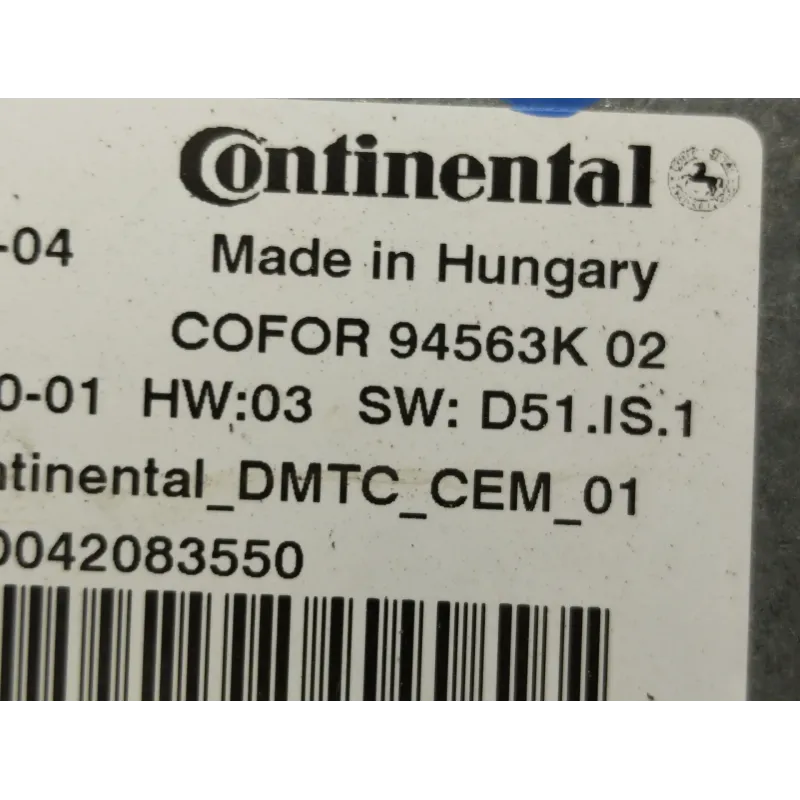 Continental
-04 Made in Hungary
COFOR 94563K 02
0-01 HW:03 SW: D51.IS.1
ntinental_DMTC_CEM_01
0042083550